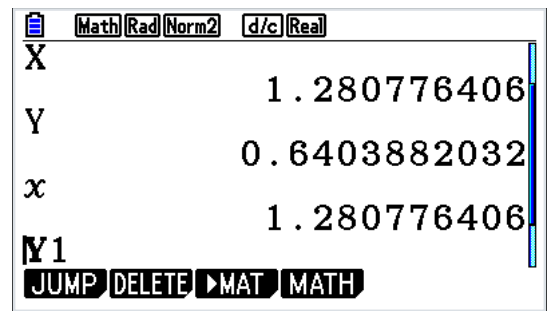 Math Rad Norm2 d/c Real
X
1.280776406
Y
0.6403882032
x
1.280776406
Y1
JUMP DELETE ▶MAT MATH